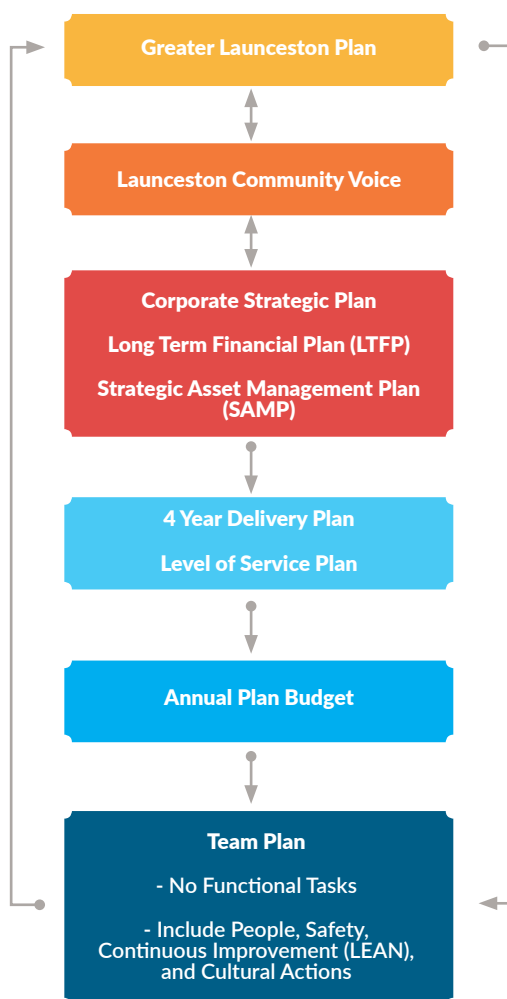 Greater Launceston Plan
Launceston Community Voice
Corporate Strategic Plan
Long Term Financial Plan (LTFP)
Strategic Asset Management Plan
(SAMP)
4 Year Delivery Plan
Level of Service Plan
Annual Plan Budget
Team Plan
- No Functional Tasks
- Include People, Safety,
Continuous Improvement (LEAN),
and Cultural Actions